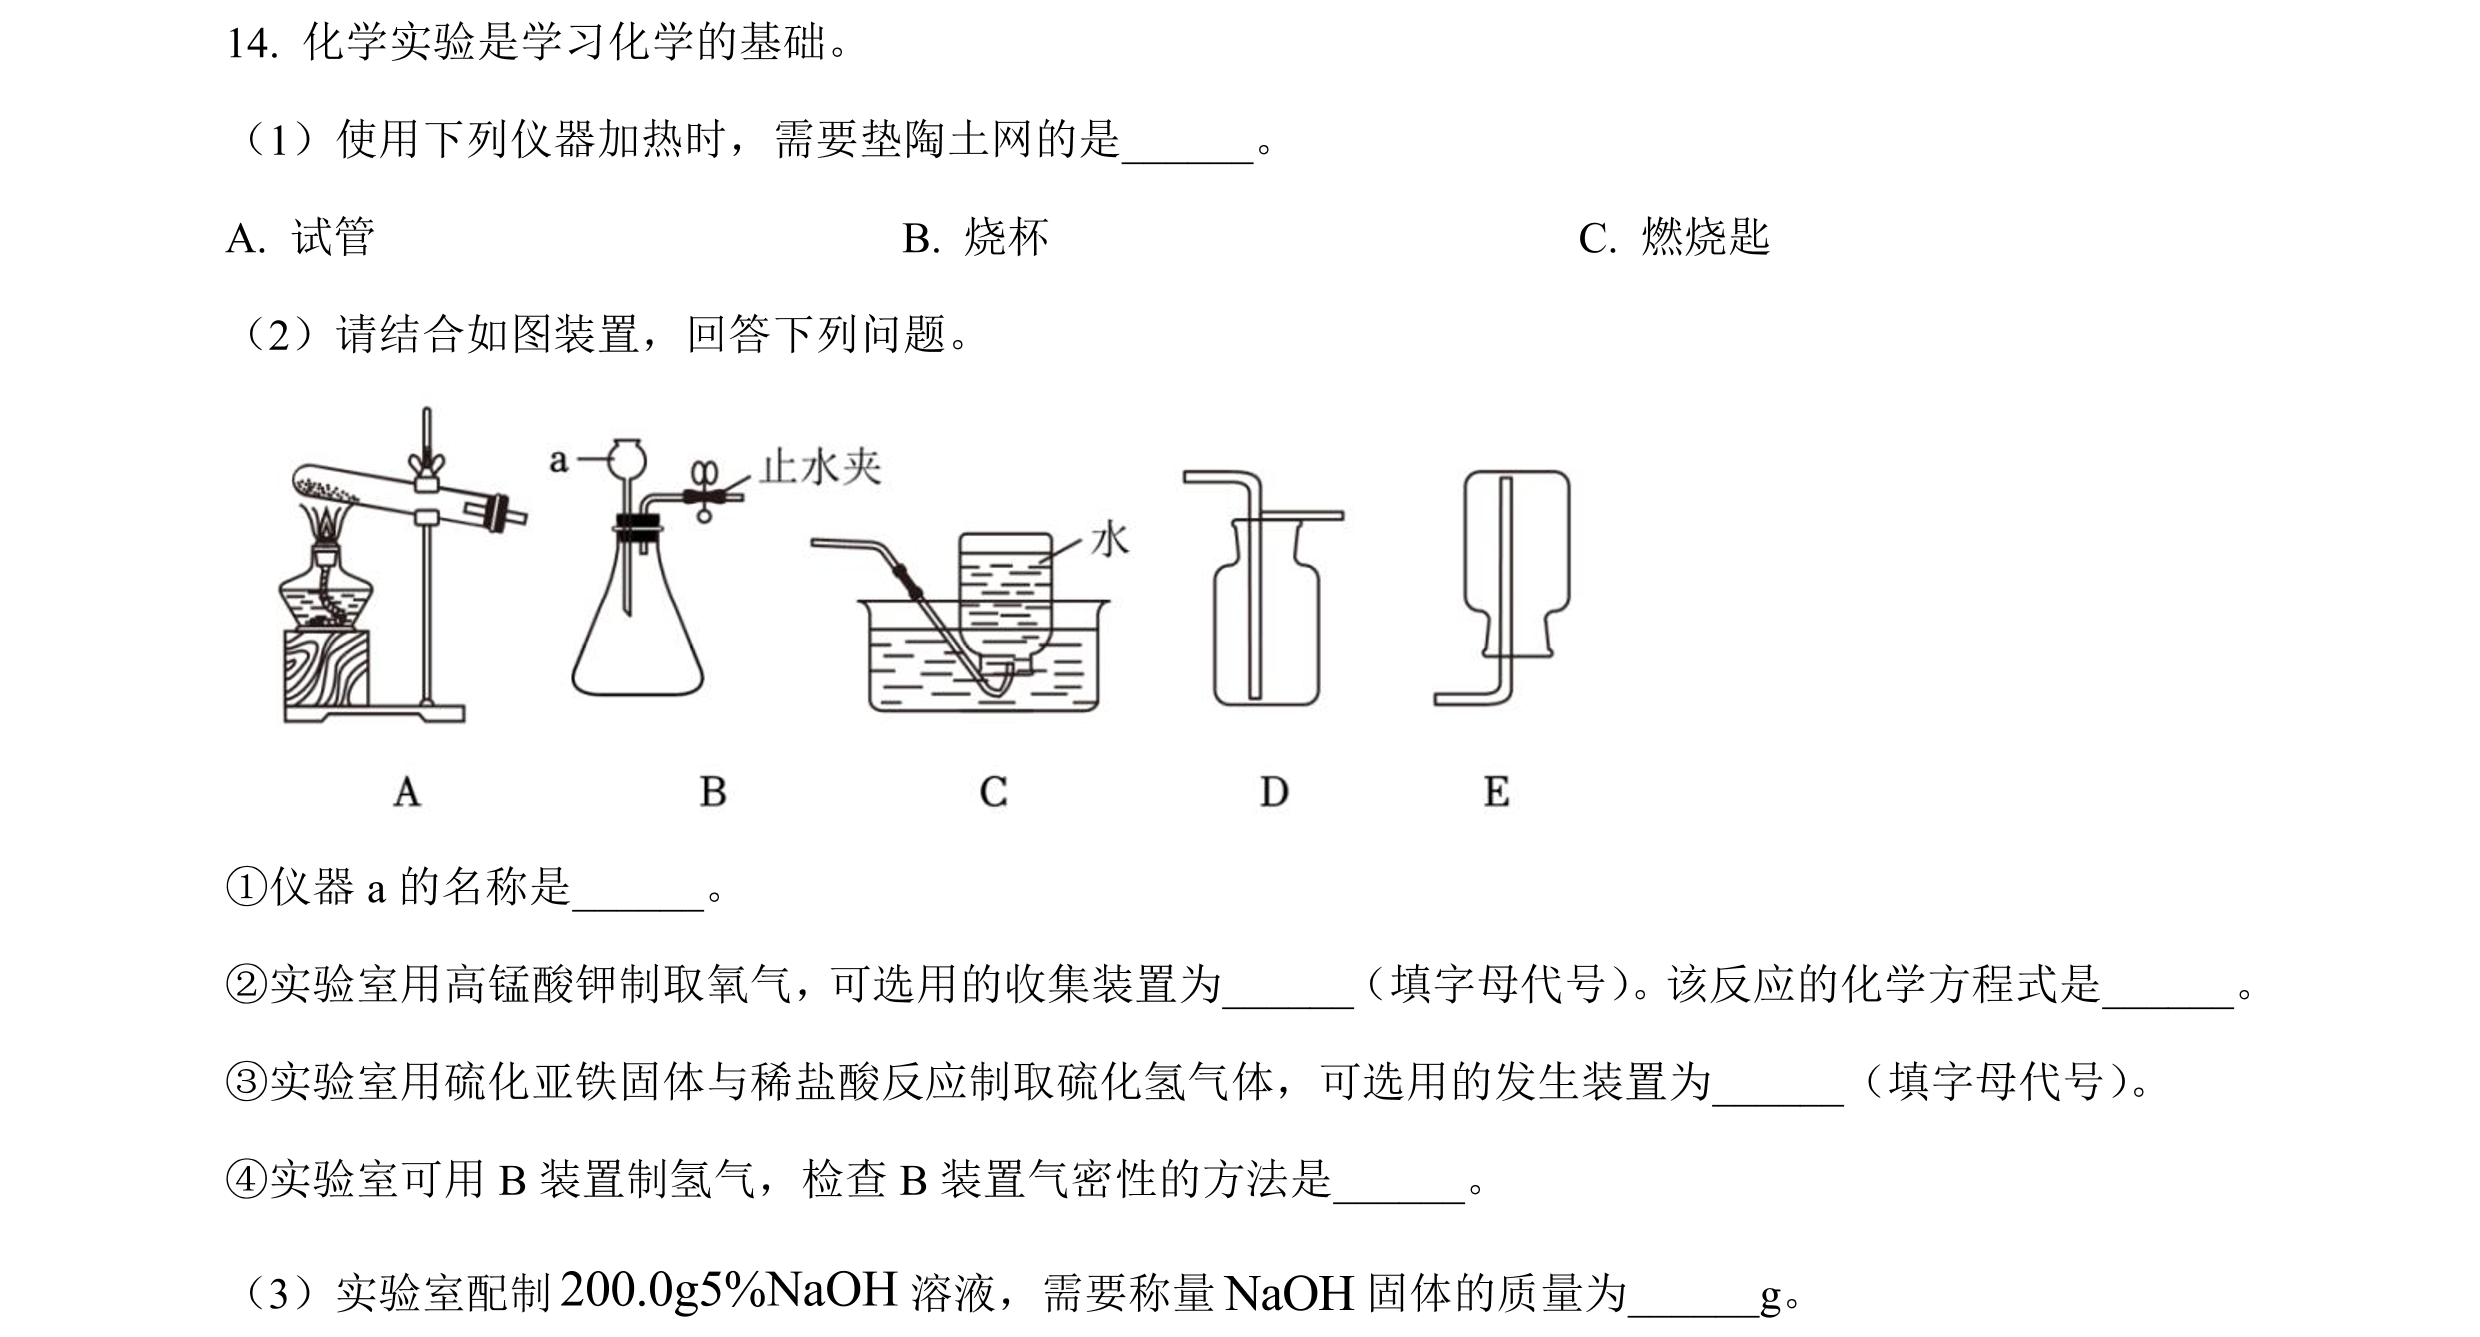 14. 化学实验是学习化学的基础。
（1）使用下列仪器加热时，需要垫陶土网的是______。
A. 试管 B. 烧杯 C. 燃烧匙
（2）请结合如图装置，回答下列问题。
a 止水夹 水
A B C D E
①仪器 a 的名称是______。
②实验室用高锰酸钾制取氧气，可选用的收集装置为______（填字母代号）。该反应的化学方程式是______。
③实验室用硫化亚铁固体与稀盐酸反应制取硫化氢气体，可选用的发生装置为______（填字母代号）。
④实验室可用 B 装置制氢气，检查 B 装置气密性的方法是______。
（3）实验室配制200.0g5%NaOH 溶液，需要称量 NaOH 固体的质量为______g。